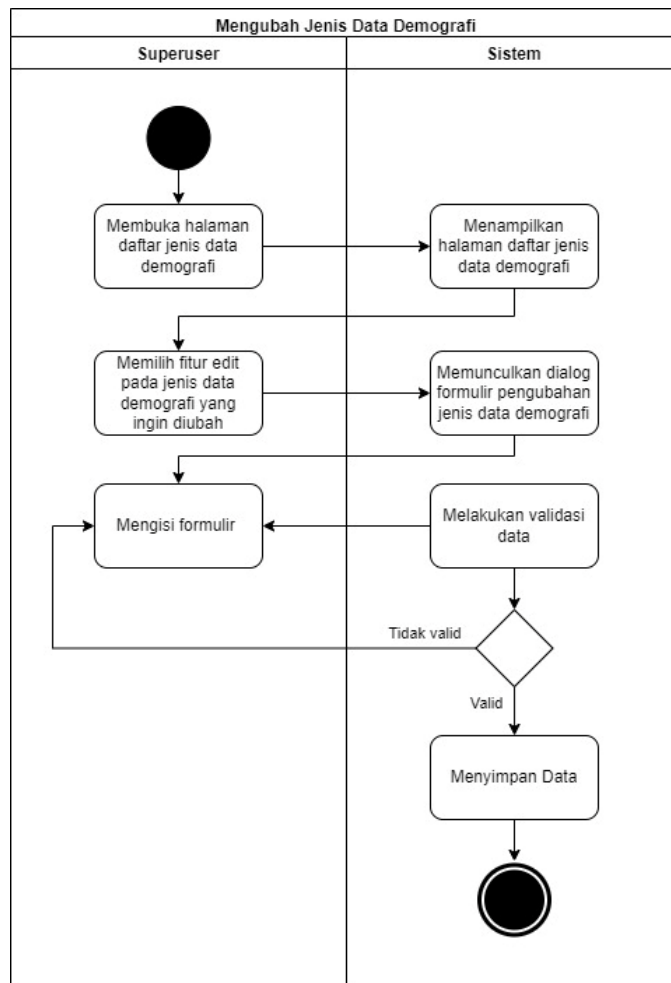 Mengubah Jenis Data Demografi
Superuser
Sistem
Membuka halaman
daftar jenis data
demografi
Menampilkan
halaman daftar jenis
data demografi
Memilih fitur edit
pada jenis data
demografi yang
ingin diubah
Memunculkan dialog
formulir pengubahan
jenis data demografi
Mengisi formulir
Melakukan validasi
data
Tidak valid
Valid
Menyimpan Data